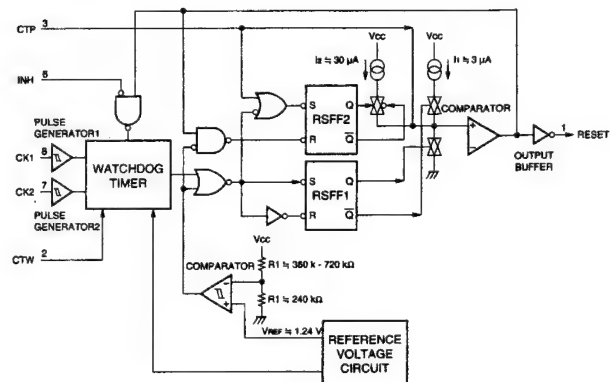 CTP 3
Vcc
Vcc
I2 ≒ 30 μA
I1 ≒ 3 μA
INH 6
S Q
RSFF2
R Q
COMPARATOR
+
−
1 RESET
OUTPUT
BUFFER
PULSE
GENERATOR1
CK1 8
WATCHDOG
TIMER
CK2 7
PULSE
GENERATOR2
S Q
RSFF1
R Q
CTW 2
Vcc
COMPARATOR
R1 ≒ 360 k - 720 kΩ
−
+
R1 ≒ 240 kΩ
VREF ≒ 1.24 V
REFERENCE
VOLTAGE
CIRCUIT